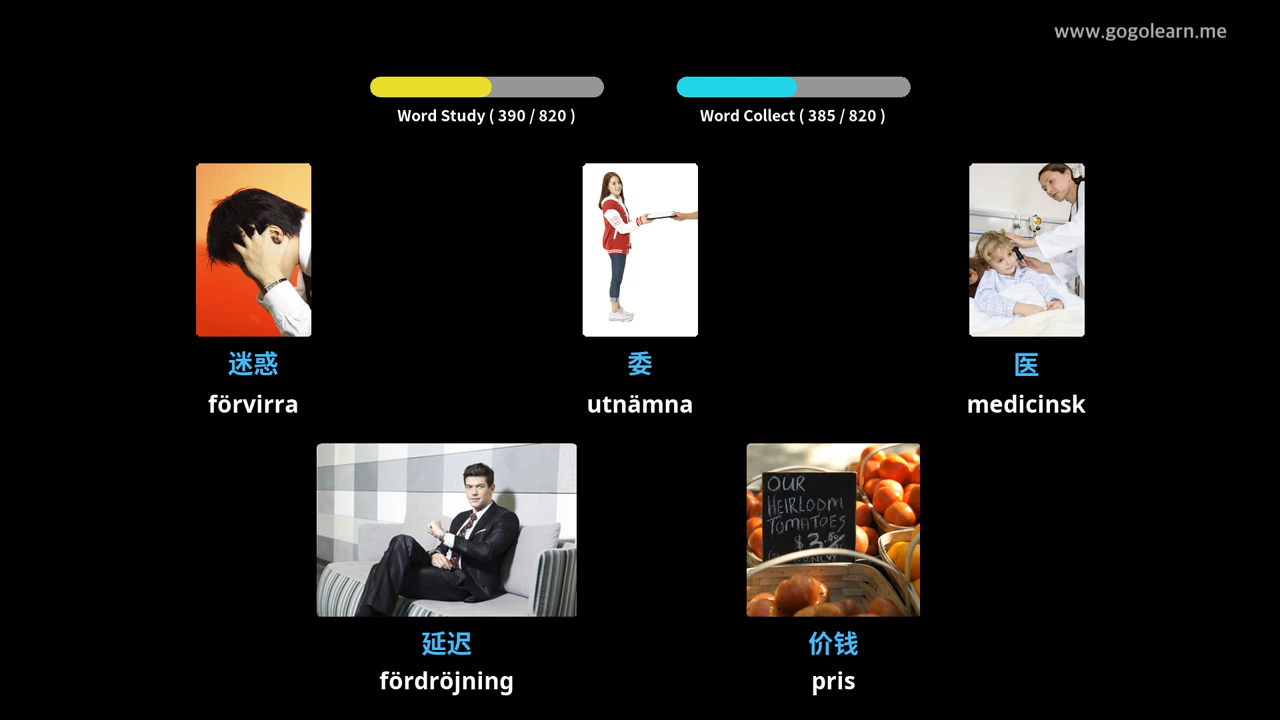 www.gogolearn.me
Word Study ( 390 / 820 )
Word Collect ( 385 / 820 )
迷惑
委
医
förvirra
utnämna
medicinsk
OUR
HEIRLOOM
TOMATOES
延迟
价钱
fördröjning
pris